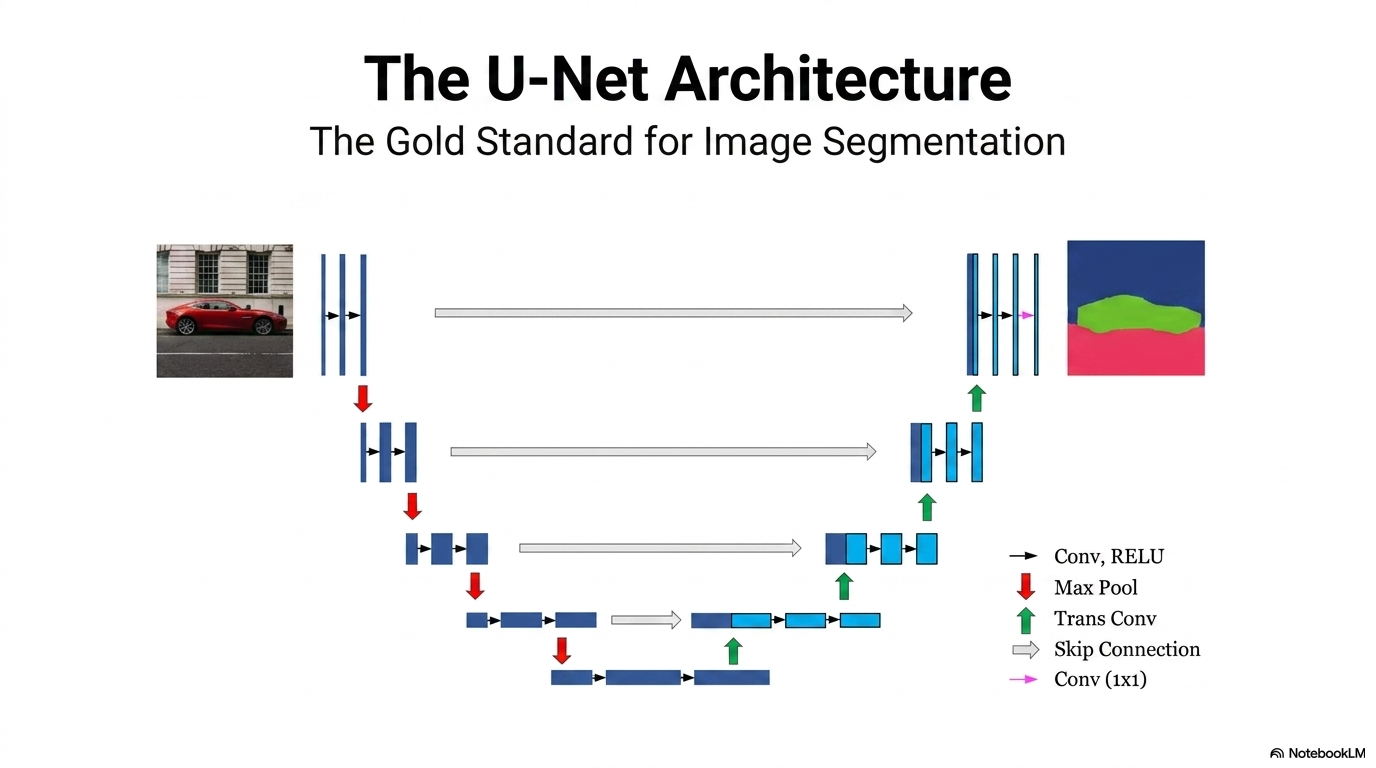 The U-Net Architecture
The Gold Standard for Image Segmentation
Conv, RELU
Max Pool
Trans Conv
Skip Connection
Conv (1x1)
NotebookLM